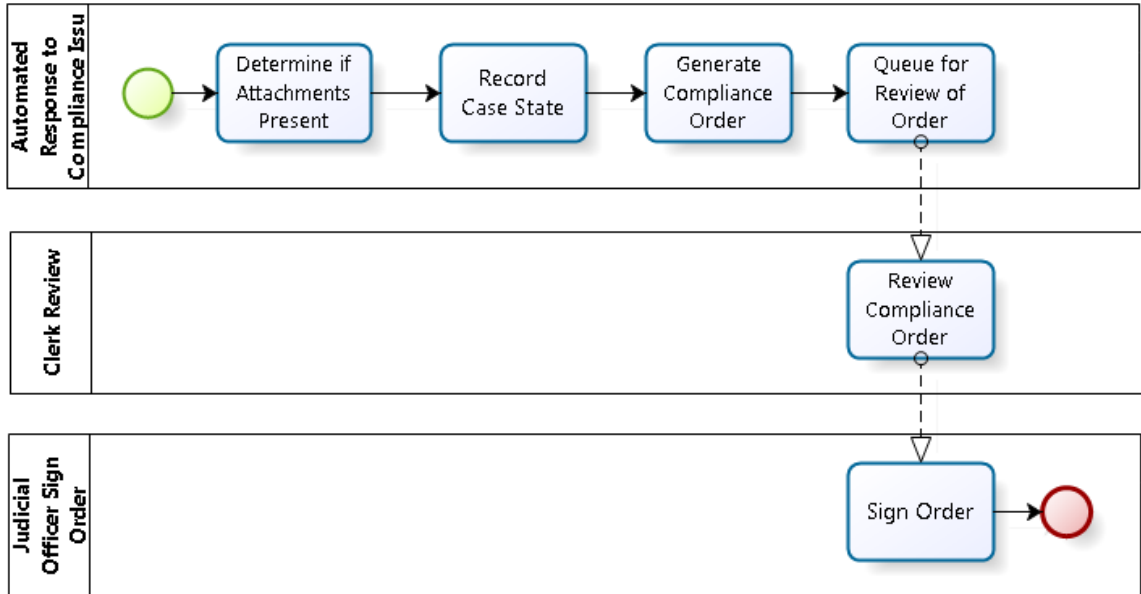 Automated
Response to
Compliance Issu
Determine if
Attachments
Present
Record
Case State
Generate
Compliance
Order
Queue for
Review of
Order
Clerk Review
Review
Compliance
Order
Judicial
Officer Sign
Order
Sign Order